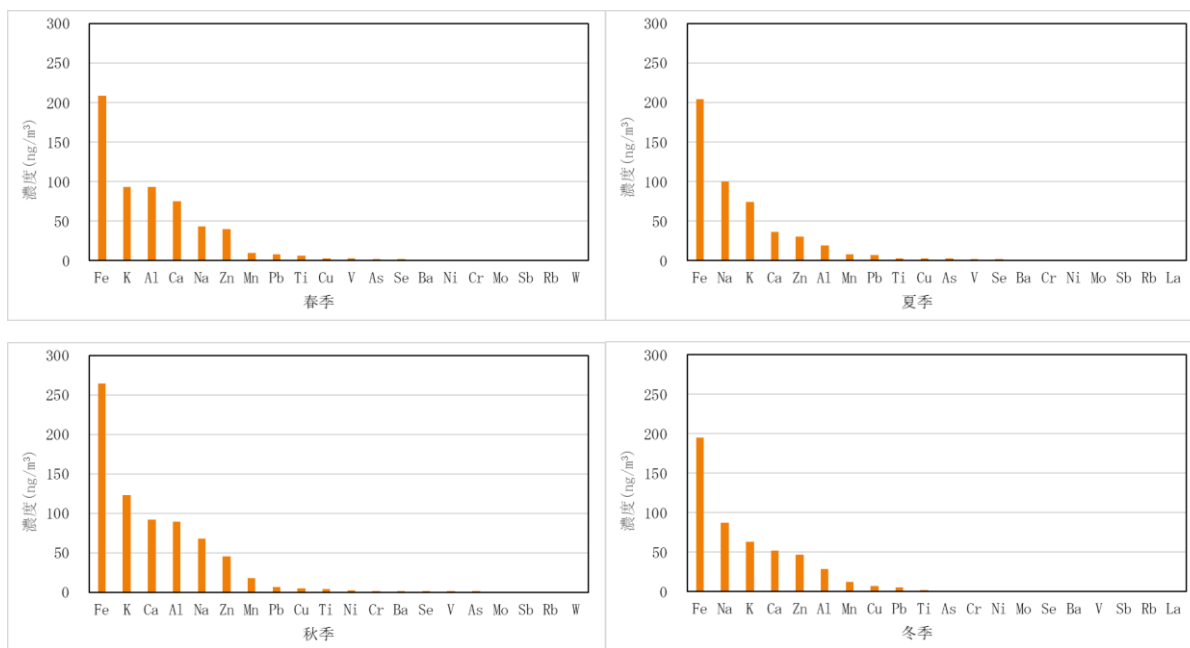 300
250
200
150
100
50
0
濃度(ng/m³)
Fe K Al Ca Na Zn Mn Pb Ti Cu V As Se Ba Ni Cr Mo Sb Rb W
春季
300
250
200
150
100
50
0
濃度(ng/m³)
Fe Na K Ca Zn Al Mn Pb Ti Cu As V Se Ba Cr Ni Mo Sb Rb La
夏季
300
250
200
150
100
50
0
濃度(ng/m³)
Fe K Ca Al Na Zn Mn Pb Cu Ti Ni Cr Ba Se V As Mo Sb Rb W
秋季
300
250
200
150
100
50
0
濃度(ng/m³)
Fe Na K Ca Zn Al Mn Cu Pb Ti As Cr Ni Mo Se Ba V Sb Rb La
冬季